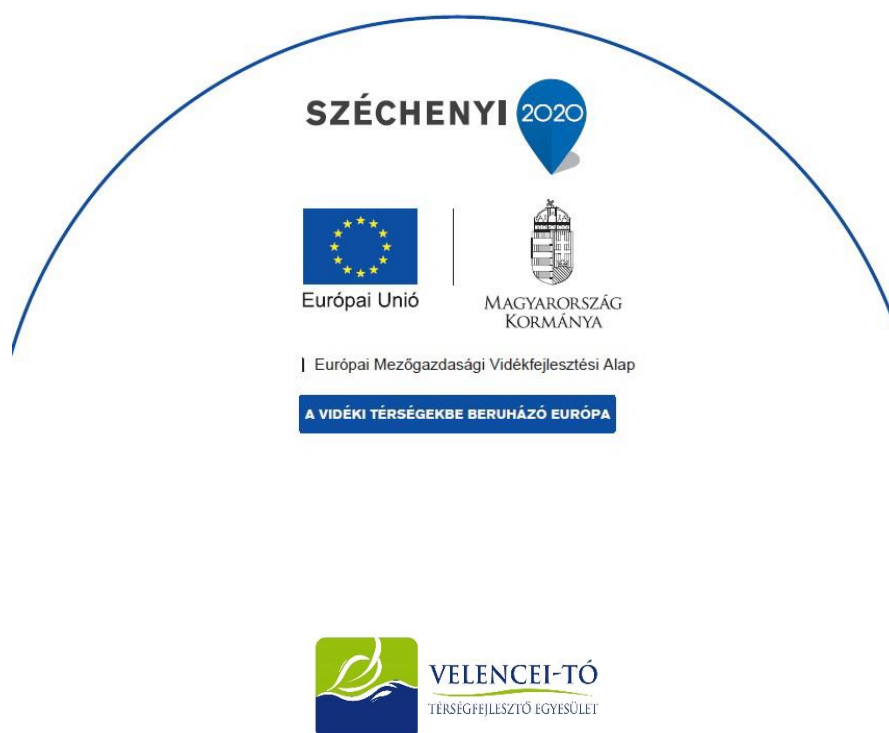 SZÉCHENYI 2020
Európai Unió
MAGYARORSZÁG
KORMÁNYA
Európai Mezőgazdasági Vidékfejlesztési Alap
A VIDÉKI TÉRSÉGEKBE BERUHÁZÓ EURÓPA
VELENCEI-TÓ
TÉRSÉGFEJLESZTŐ EGYESÜLET